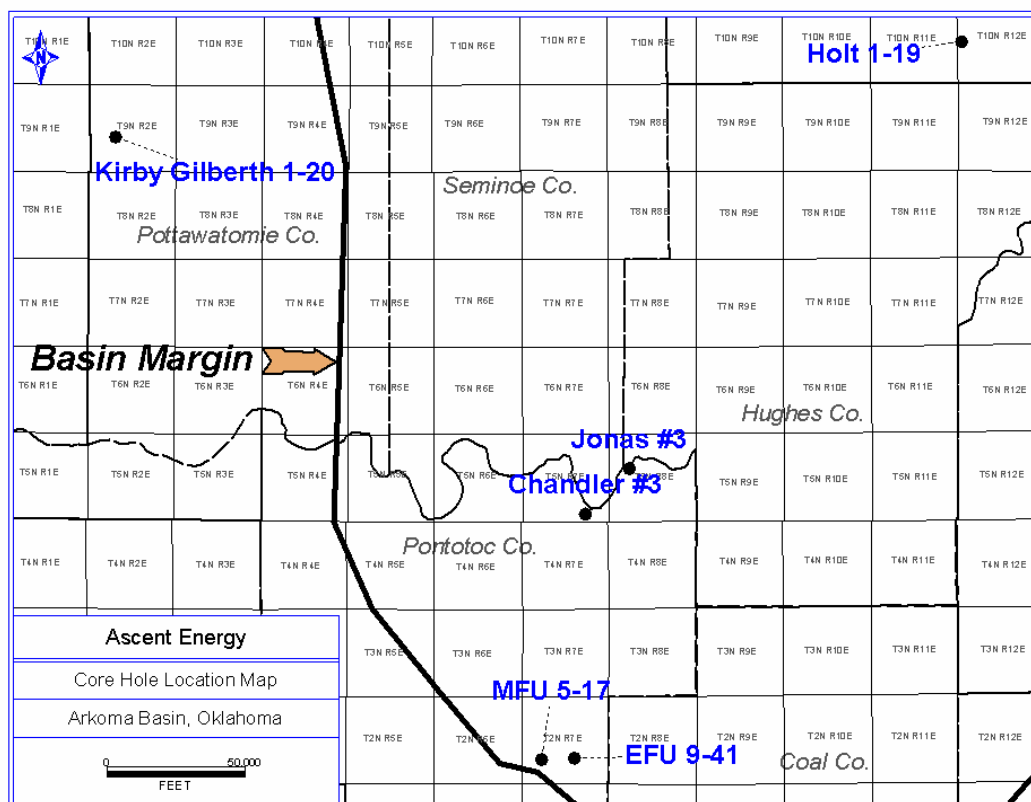 T10N R1E T10N R2E T10N R3E T10N R4E T10N R5E T10N R6E T10N R7E T10N R8E T10N R9E T10N R10E T10N R11E T10N R12E
N
Holt 1-19
T9N R1E T9N R2E T9N R3E T9N R4E T9N R5E T9N R6E T9N R7E T9N R8E T9N R9E T9N R10E T9N R11E T9N R12E
Kirby Gilberth 1-20
Seminoe Co.
T8N R1E T8N R2E T8N R3E T8N R4E T8N R5E T8N R6E T8N R7E T8N R8E T8N R9E T8N R10E T8N R11E T8N R12E
Pottawatomie Co.
T7N R1E T7N R2E T7N R3E T7N R4E T7N R5E T7N R6E T7N R7E T7N R8E T7N R9E T7N R10E T7N R11E T7N R12E
Basin Margin
T6N R1E T6N R2E T6N R3E T6N R4E T6N R5E T6N R6E T6N R7E T6N R8E T6N R9E T6N R10E T6N R11E T6N R12E
Hughes Co.
Jonas #3
T5N R1E T5N R2E T5N R3E T5N R4E T5N R5E T5N R6E T5N R7E T5N R8E T5N R9E T5N R10E T5N R11E T5N R12E
Chandler #3
Pontotoc Co.
T4N R1E T4N R2E T4N R3E T4N R4E T4N R5E T4N R6E T4N R7E T4N R8E T4N R9E T4N R10E T4N R11E T4N R12E
T3N R5E T3N R6E T3N R7E T3N R8E T3N R9E T3N R10E T3N R11E T3N R12E
MFU 5-17
T2N R5E T2N R6E T2N R7E T2N R8E T2N R9E T2N R10E T2N R11E T2N R12E
EFU 9-41
Coal Co.
Ascent Energy
Core Hole Location Map
Arkoma Basin, Oklahoma
0 50,000
FEET